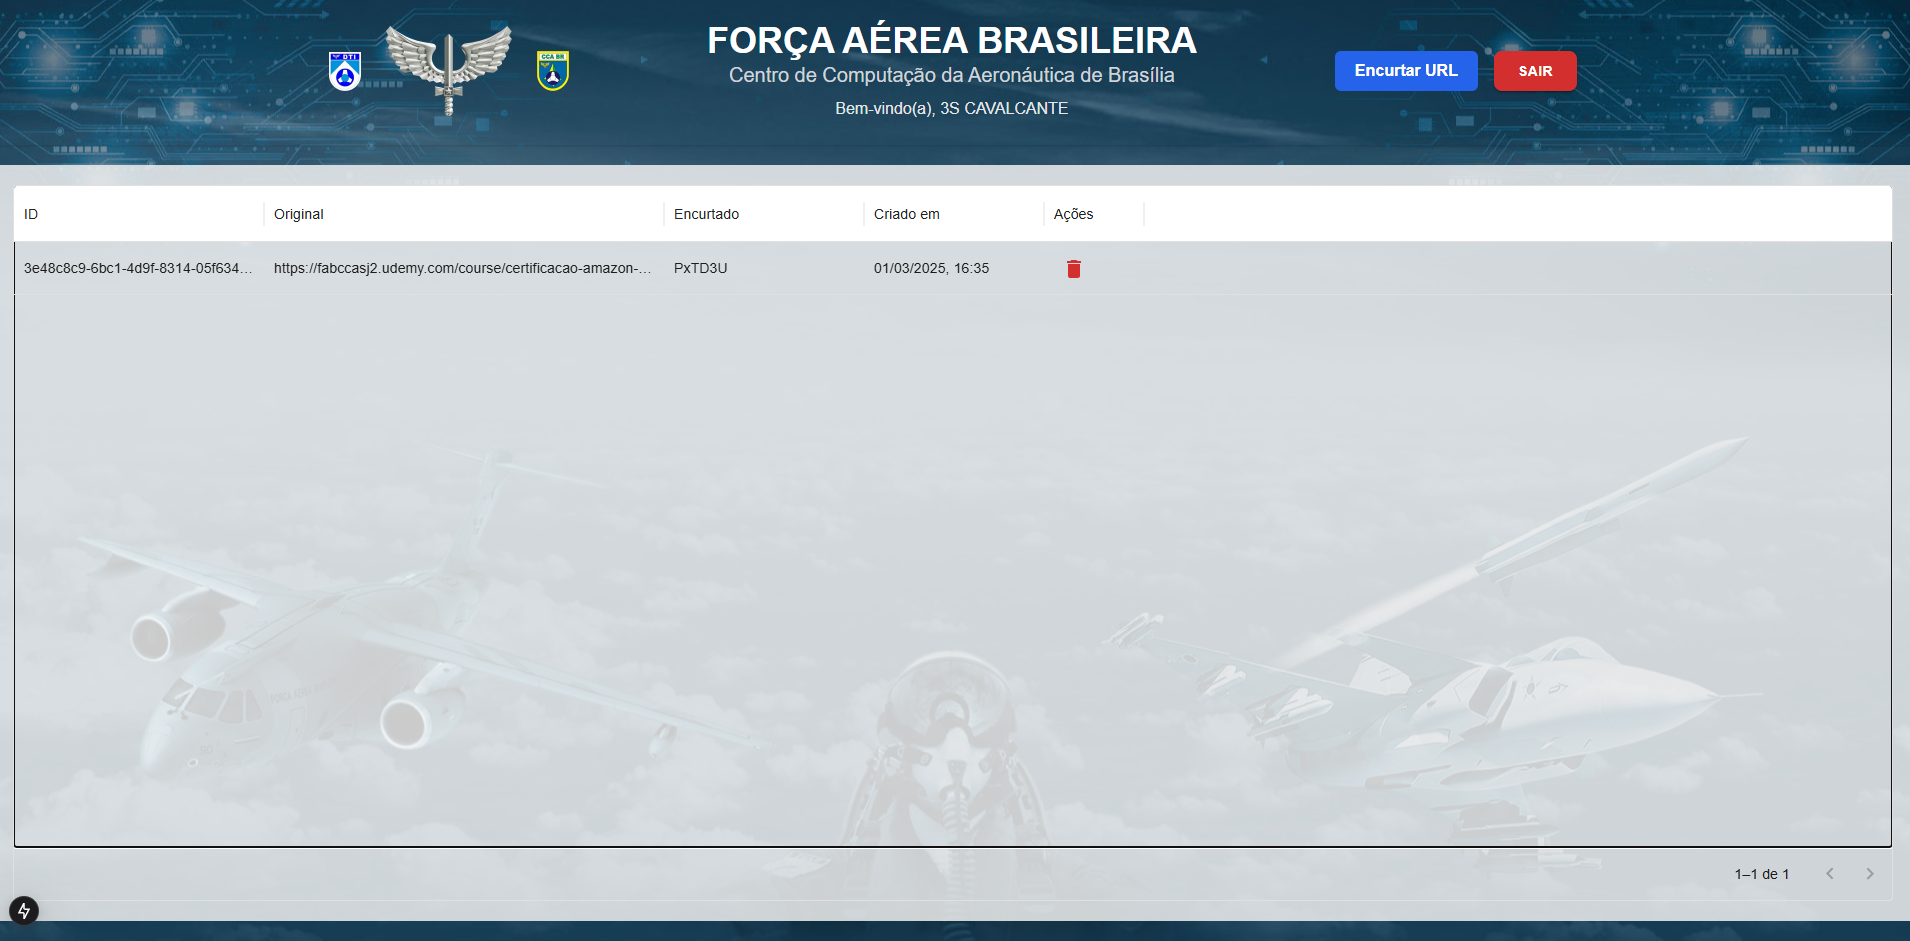 DTI
CCA BR
FORÇA AÉREA BRASILEIRA
Centro de Computação da Aeronáutica de Brasília
Bem-vindo(a), 3S CAVALCANTE
Encurtar URL
SAIR
ID Original Encurtado Criado em Ações
3e48c8c9-6bc1-4d9f-8314-05f634... https://fabccasj2.udemy.com/course/certificacao-amazon-... PxTD3U 01/03/2025, 16:35
FORÇA AÉREA
1–1 de 1